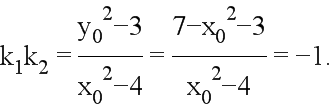 k₁k₂ = (y₀² − 3)/(x₀² − 4) = (7 − x₀² − 3)/(x₀² − 4) = −1.